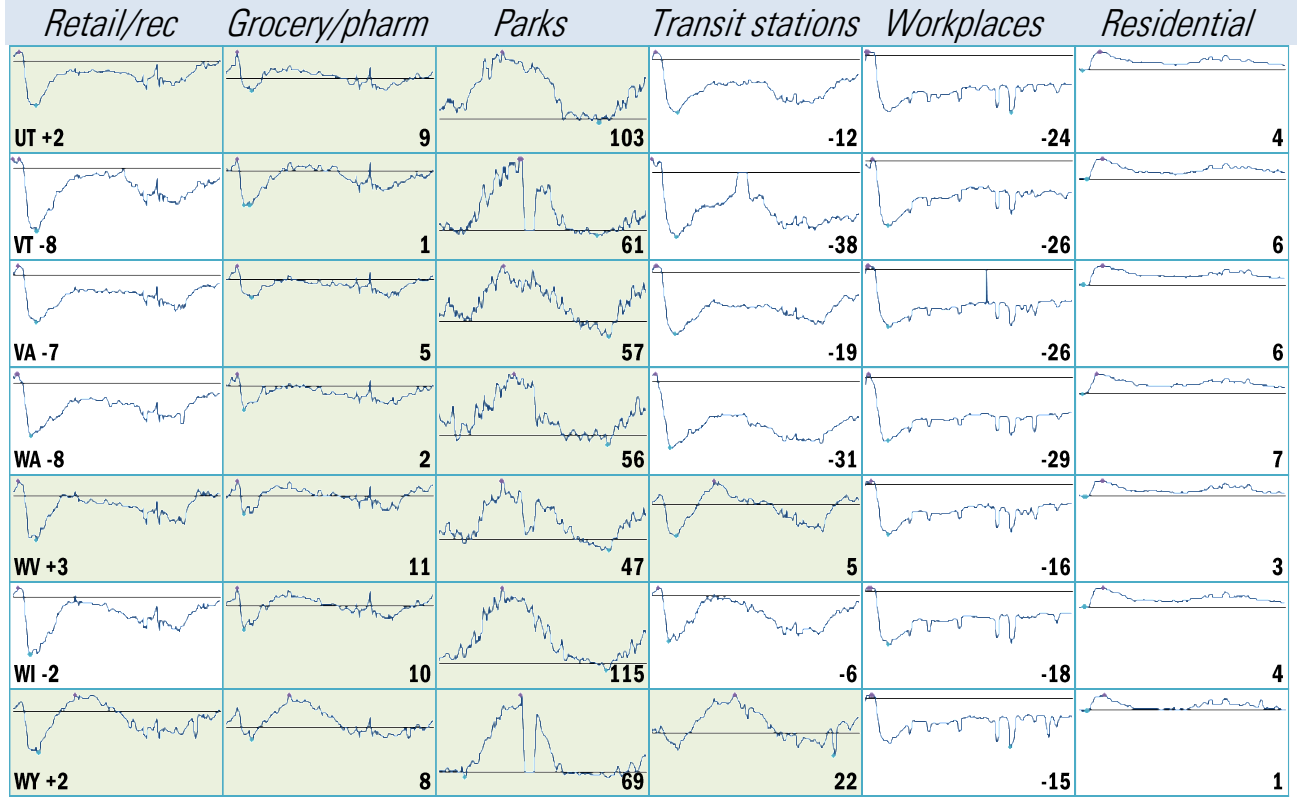 Retail/rec Grocery/pharm Parks Transit stations Workplaces Residential
UT +2 9 103 -12 -24 4
VT -8 1 61 -38 -26 6
VA -7 5 57 -19 -26 6
WA -8 2 56 -31 -29 7
WV +3 11 47 5 -16 3
WI -2 10 115 -6 -18 4
WY +2 8 69 22 -15 1